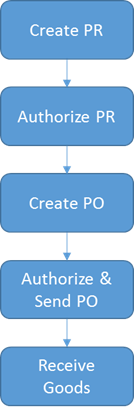 Create PR
Authorize PR
Create PO
Authorize &
Send PO
Receive
Goods